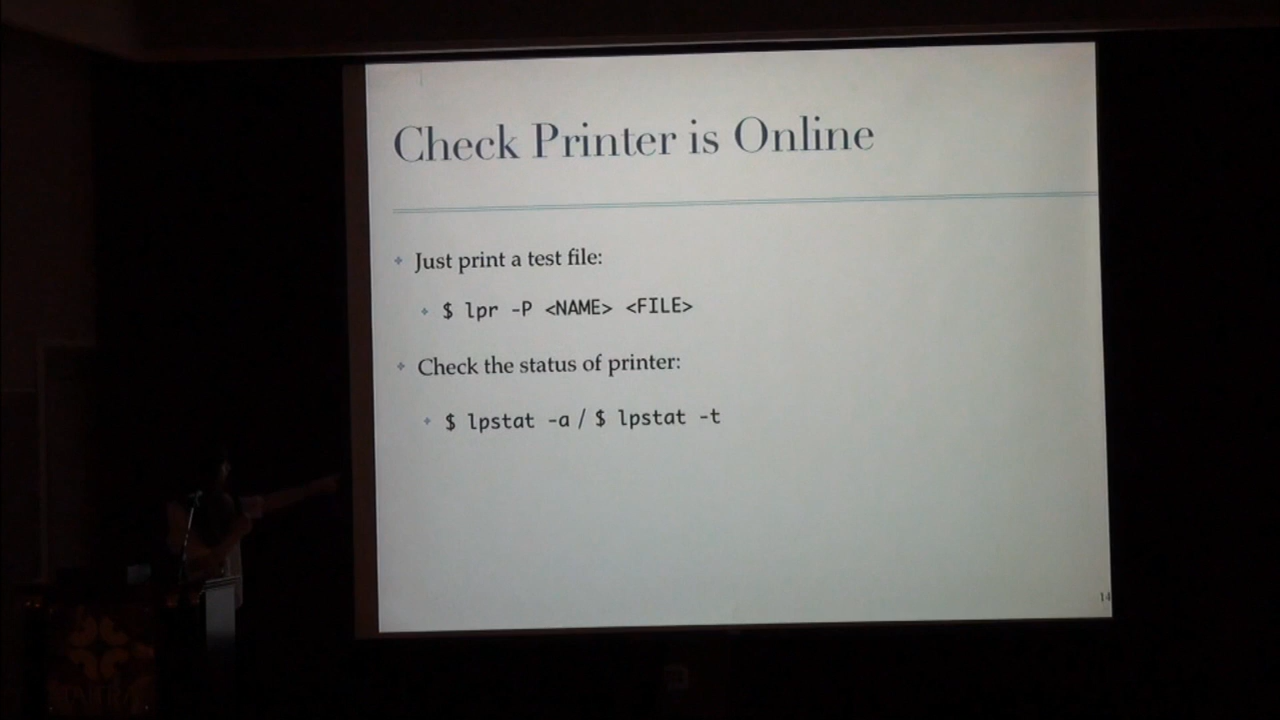 Check Printer is Online
Just print a test file:
$ lpr -P <NAME> <FILE>
Check the status of printer:
$ lpstat -a / $ lpstat -t
14